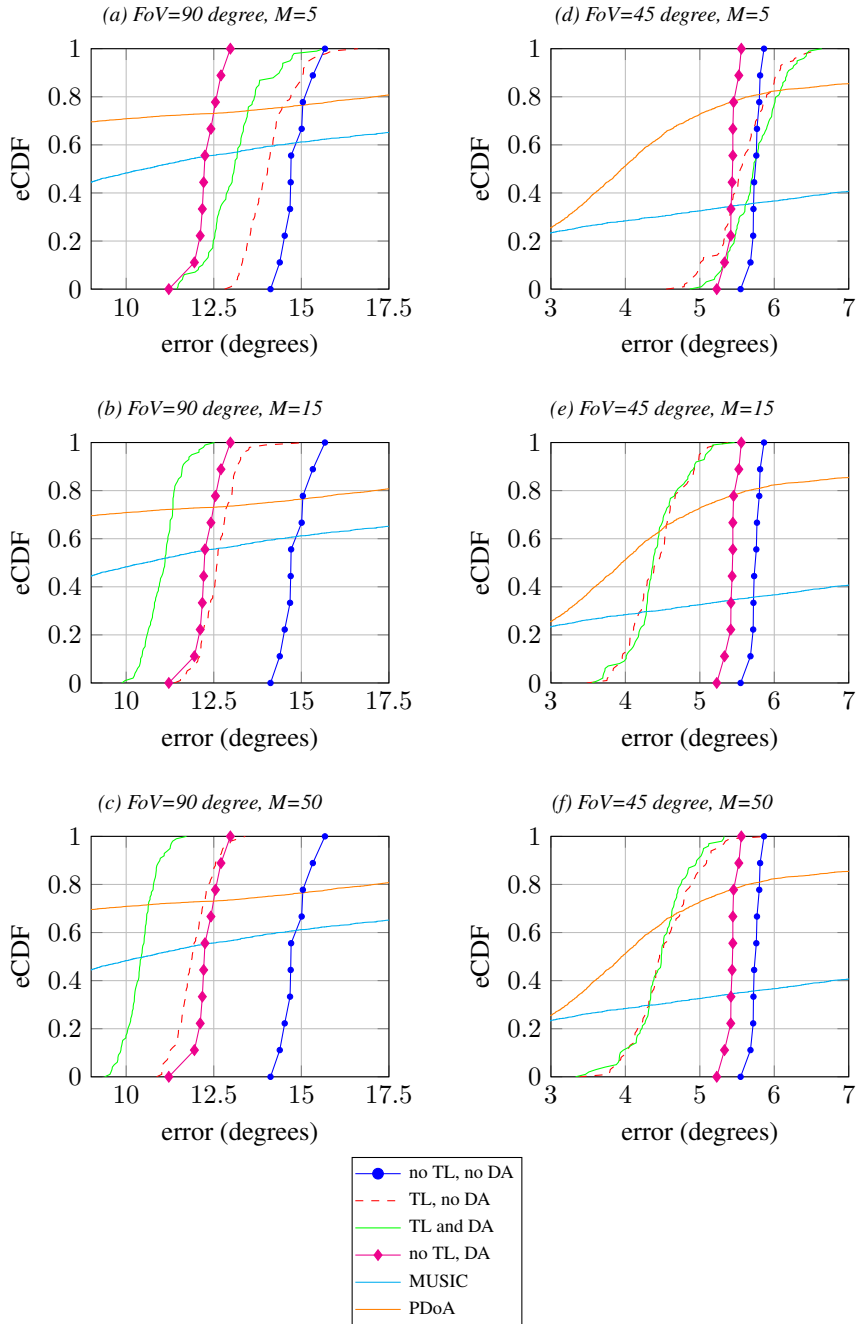 (a) FoV=90 degree, M=5
1
0.8
0.6
0.4
0.2
0
eCDF
10 12.5 15 17.5
error (degrees)
(d) FoV=45 degree, M=5
1
0.8
0.6
0.4
0.2
0
eCDF
3 4 5 6 7
error (degrees)
(b) FoV=90 degree, M=15
1
0.8
0.6
0.4
0.2
0
eCDF
10 12.5 15 17.5
error (degrees)
(e) FoV=45 degree, M=15
1
0.8
0.6
0.4
0.2
0
eCDF
3 4 5 6 7
error (degrees)
(c) FoV=90 degree, M=50
1
0.8
0.6
0.4
0.2
0
eCDF
10 12.5 15 17.5
error (degrees)
(f) FoV=45 degree, M=50
1
0.8
0.6
0.4
0.2
0
eCDF
3 4 5 6 7
error (degrees)
no TL, no DA
TL, no DA
TL and DA
no TL, DA
MUSIC
PDoA